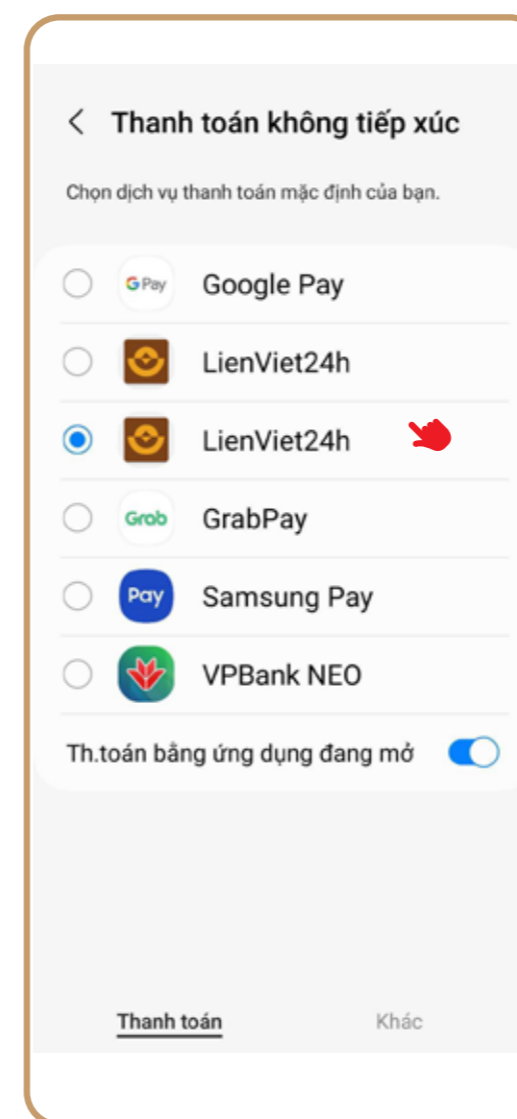 Thanh toán không tiếp xúc
Chọn dịch vụ thanh toán mặc định của bạn.
G Pay Google Pay
LienViet24h
LienViet24h
Grab GrabPay
Pay Samsung Pay
VPBank NEO
Th.toán bằng ứng dụng đang mở
Thanh toán Khác